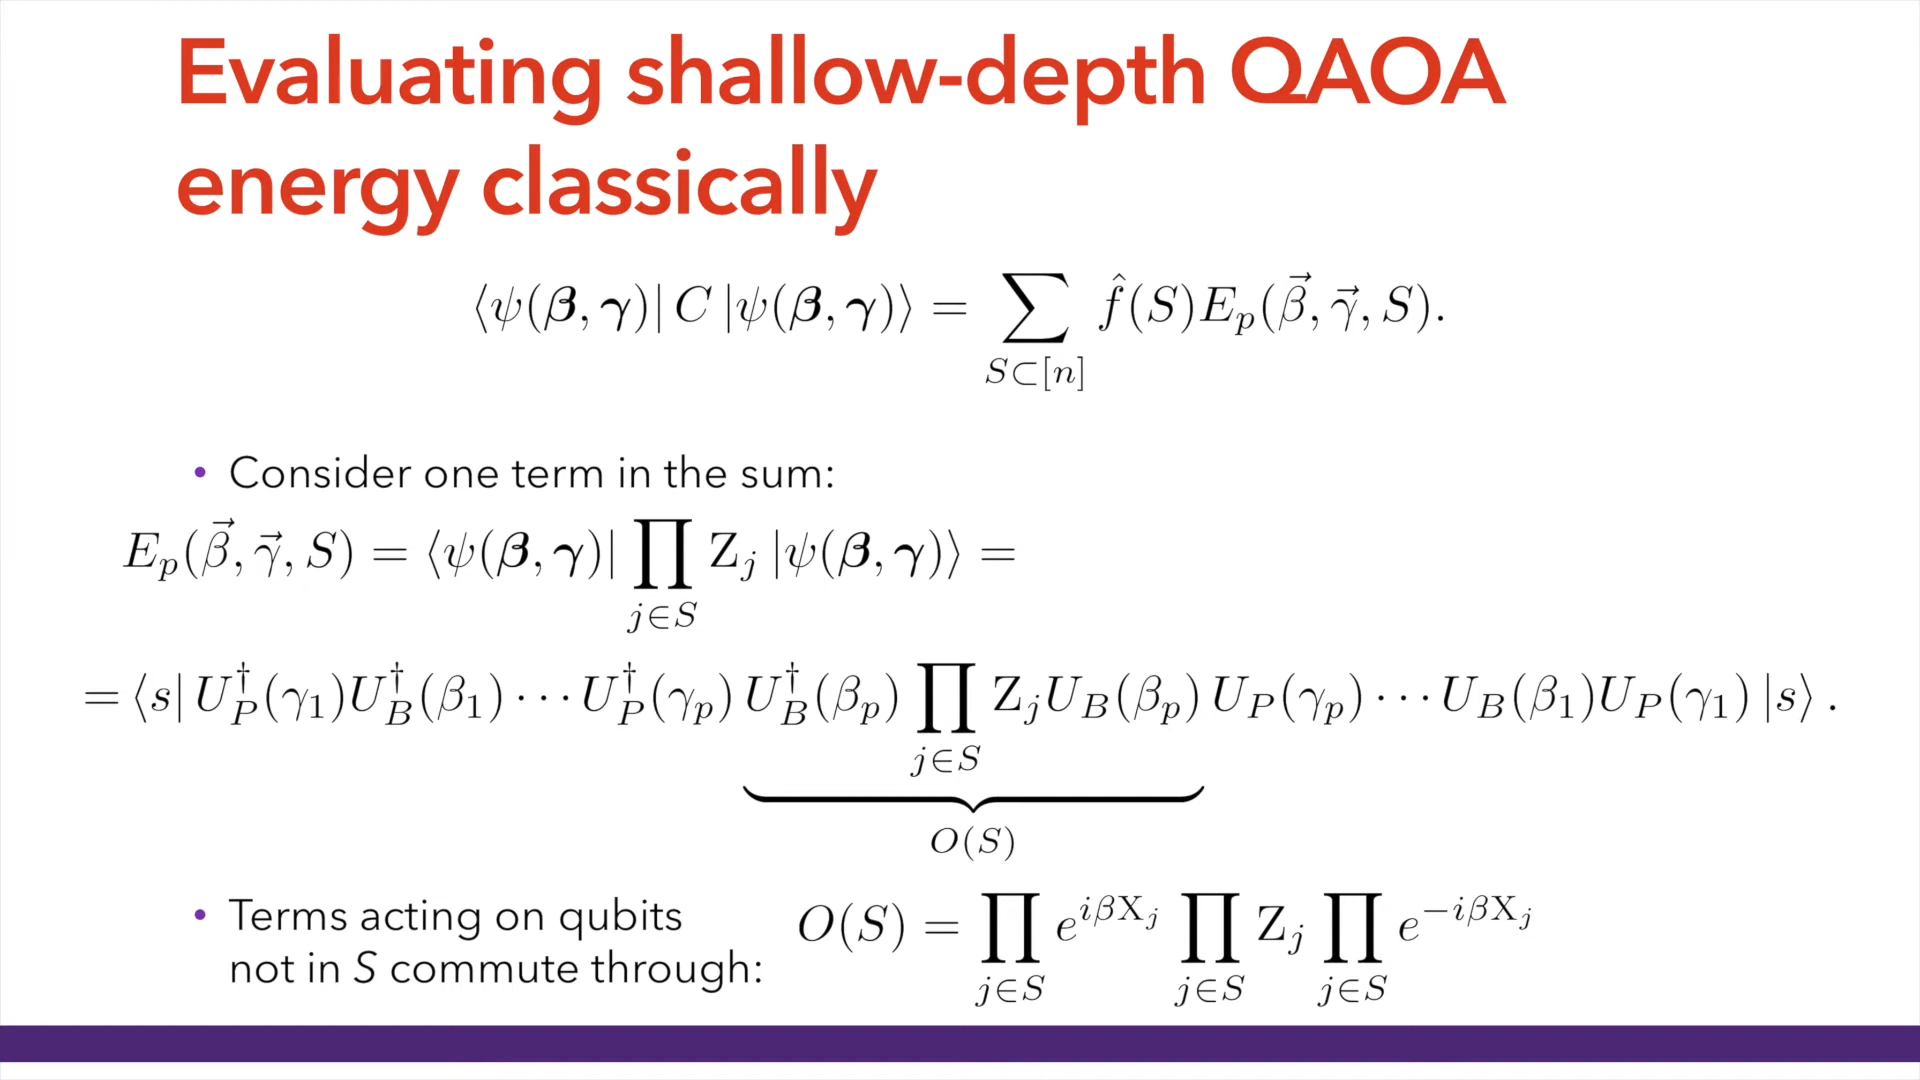 Evaluating shallow-depth QAOA
energy classically
⟨ψ(𝜷, 𝜸)| C |ψ(𝜷, 𝜸)⟩ = ∑_{S⊂[n]} f̂(S)E_p(β⃗, γ⃗, S).
• Consider one term in the sum:
E_p(β⃗, γ⃗, S) = ⟨ψ(𝜷, 𝜸)| ∏_{j∈S} Z_j |ψ(𝜷, 𝜸)⟩ =
= ⟨s| U_P^†(γ_1)U_B^†(β_1) ⋯ U_P^†(γ_p) U_B^†(β_p) ∏_{j∈S} Z_j U_B(β_p) U_P(γ_p) ⋯ U_B(β_1)U_P(γ_1) |s⟩ .
O(S)
• Terms acting on qubits
not in S commute through:
O(S) = ∏_{j∈S} e^{iβX_j} ∏_{j∈S} Z_j ∏_{j∈S} e^{−iβX_j}